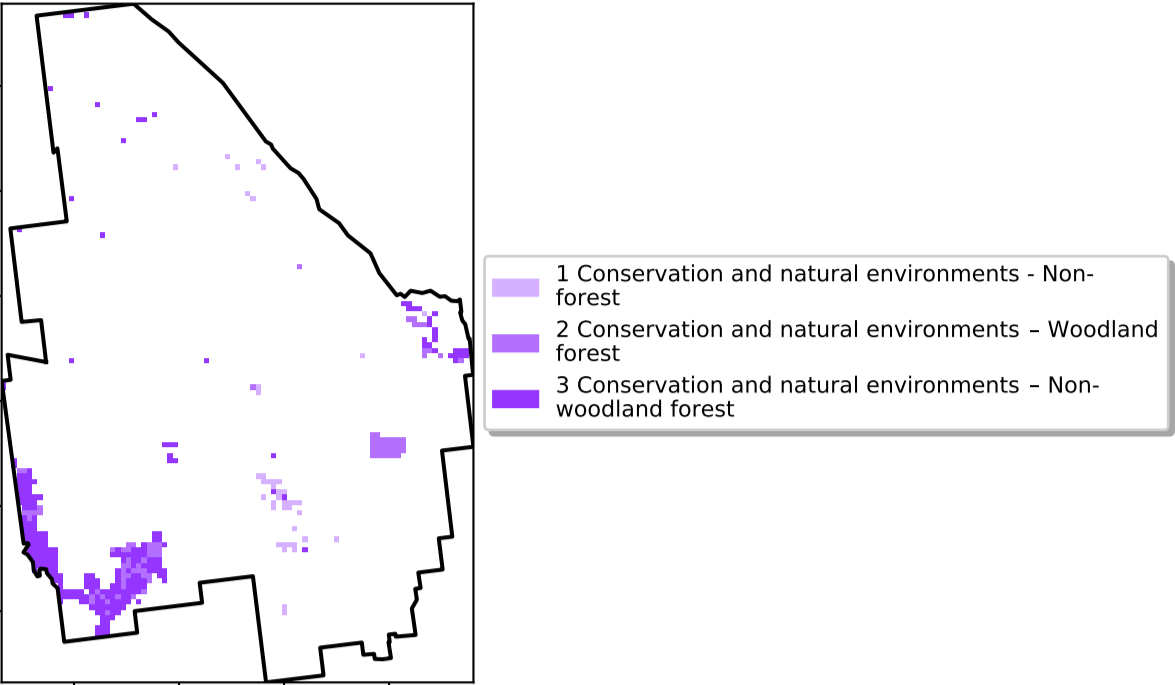 1 Conservation and natural environments - Non-
forest
2 Conservation and natural environments – Woodland
forest
3 Conservation and natural environments – Non-
woodland forest